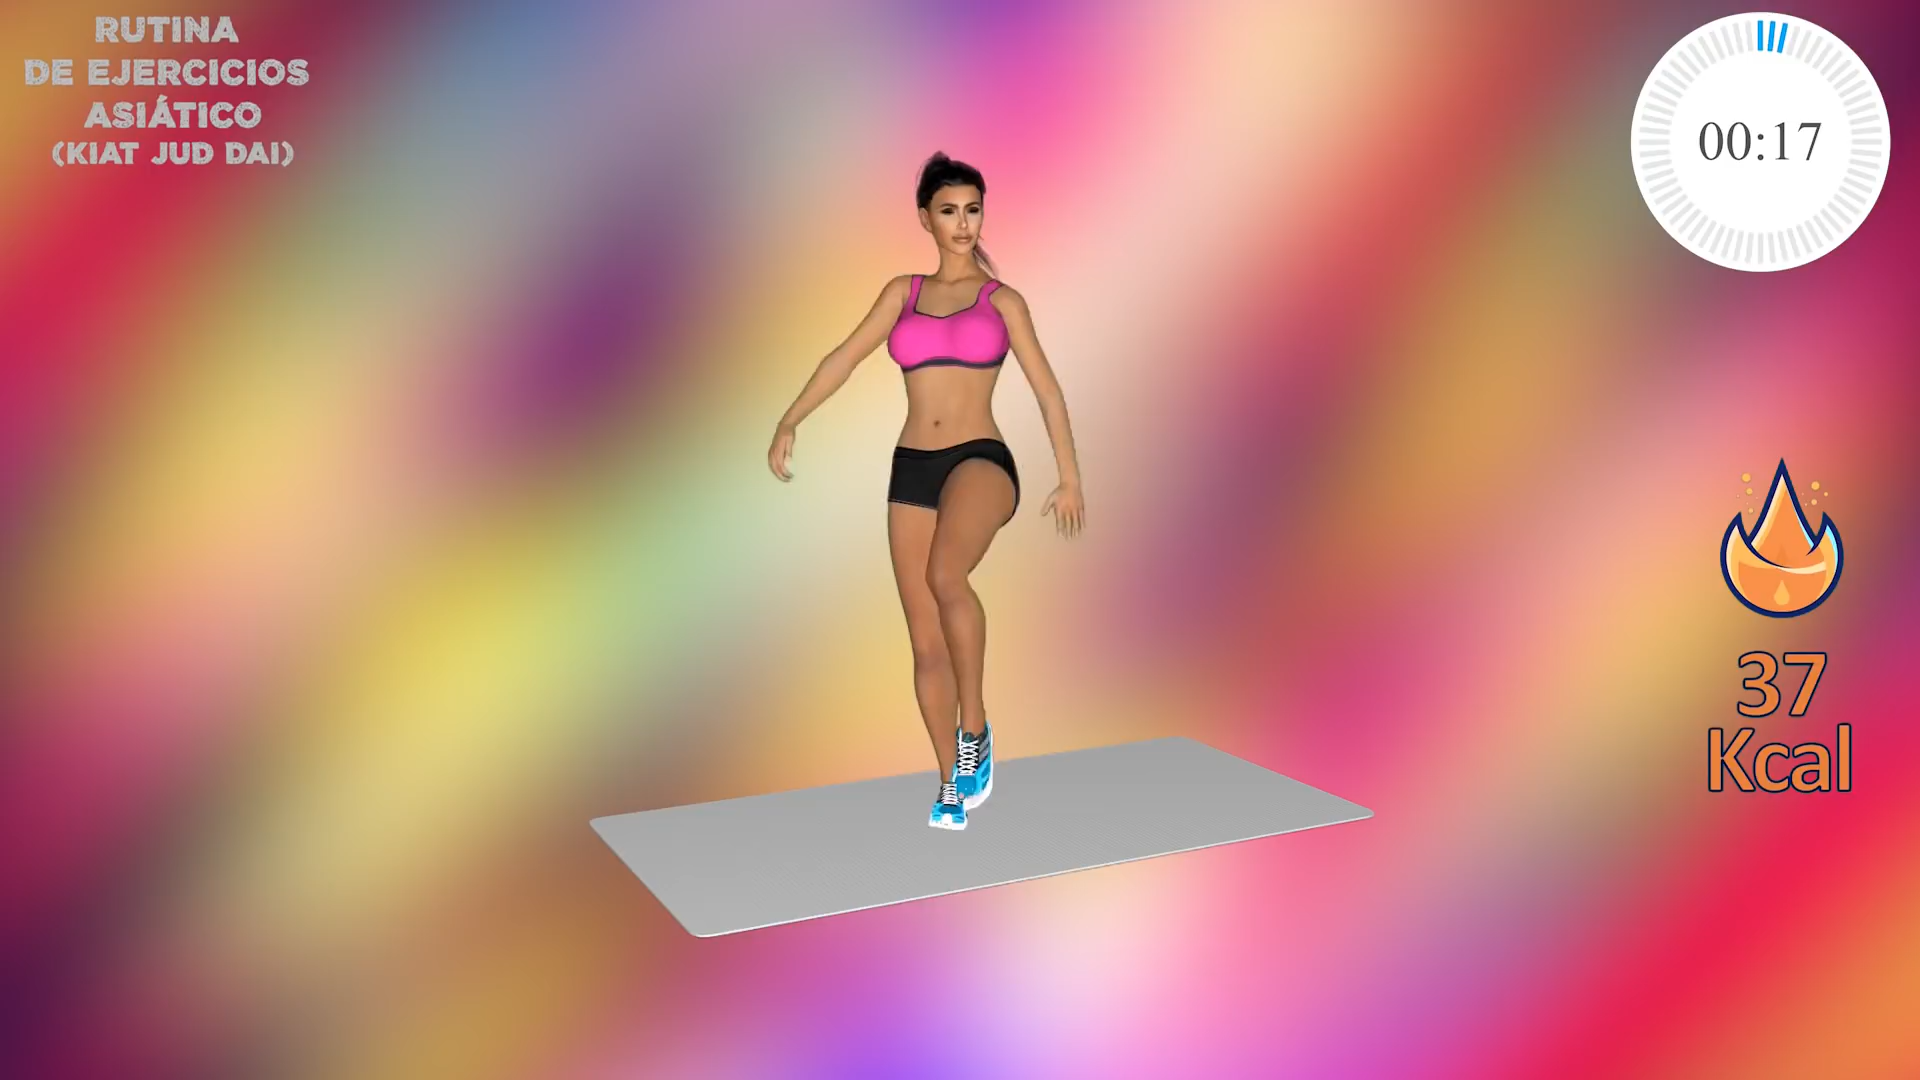 RUTINA
DE EJERCICIOS
ASIÁTICO
(KIAT JUD DAI)
00:17
37
Kcal